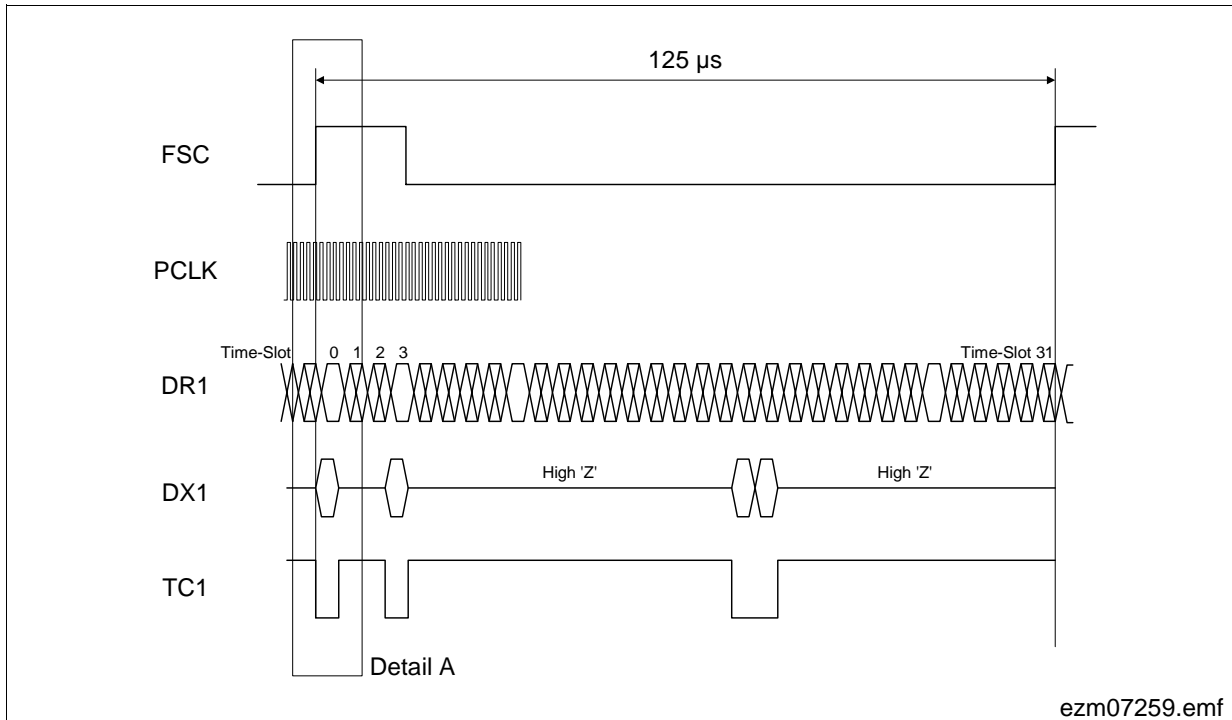 125 µs
FSC
PCLK
Time-Slot 0 1 2 3 Time-Slot 31
DR1
High 'Z' High 'Z'
DX1
TC1
Detail A
ezm07259.emf